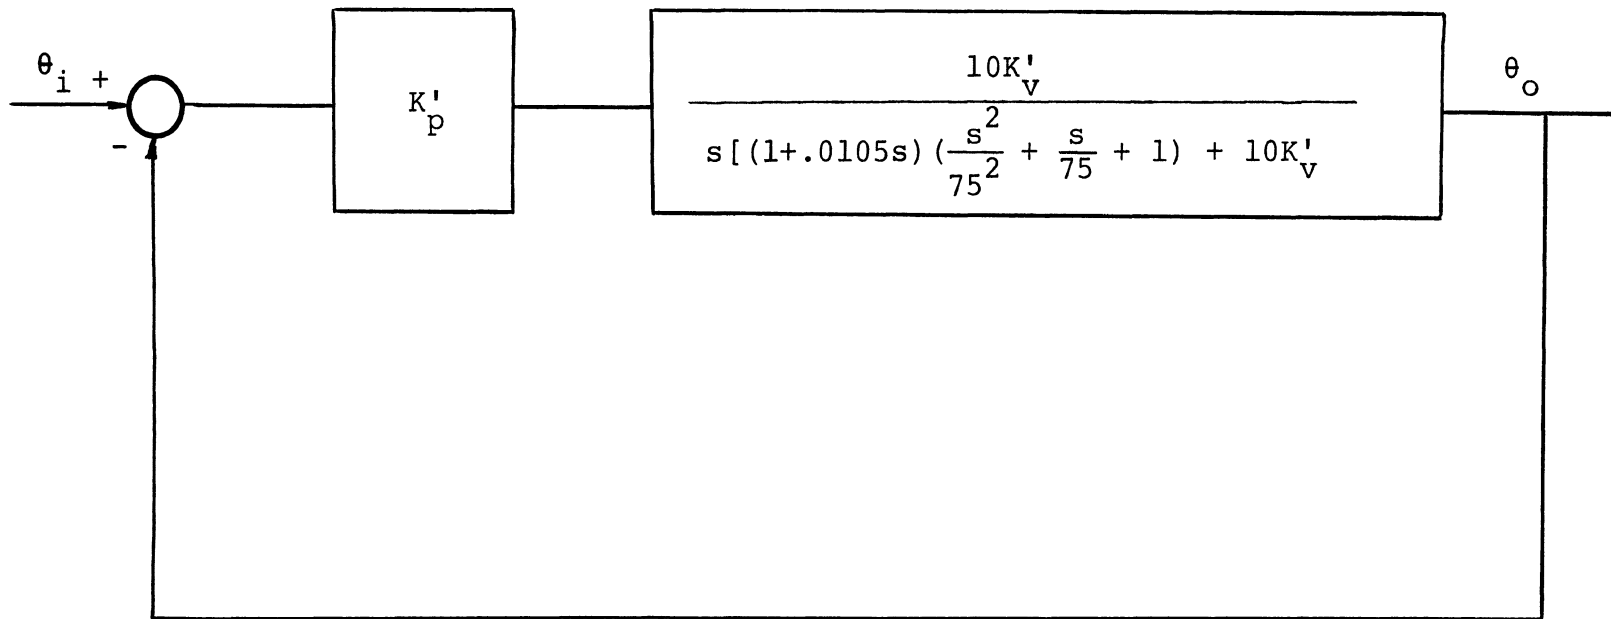 θi + K'p 10K'v θo
- s[(1+.0105s)(s²/75² + s/75 + 1) + 10K'v